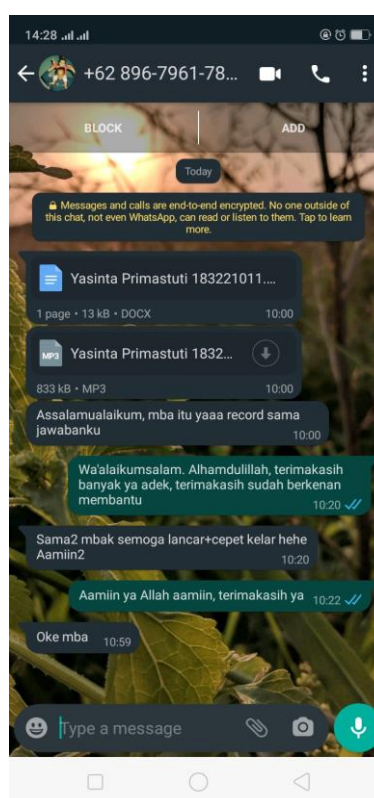 14:28
+62 896-7961-78...
BLOCK
ADD
Today
Messages and calls are end-to-end encrypted. No one outside of
this chat, not even WhatsApp, can read or listen to them. Tap to learn
more.
Yasinta Primastuti 183221011....
1 page • 13 kB • DOCX 10:00
MP3
Yasinta Primastuti 1832...
833 kB • MP3 10:00
Assalamualaikum, mba itu yaaa record sama
jawabanku
10:00
Wa'alaikumsalam. Alhamdulillah, terimakasih
banyak ya adek, terimakasih sudah berkenan
membantu
10:20
Sama2 mbak semoga lancar+cepet kelar hehe
Aamiin2
10:20
Aamiin ya Allah aamiin, terimakasih ya 10:22
Oke mba 10:59
Type a message